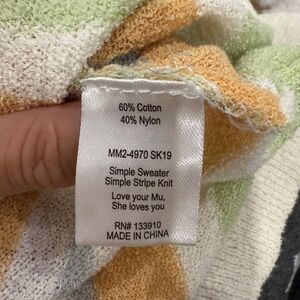 60% Cotton
40% Nylon
MM2-4970 SK19
Simple Sweater
Simple Stripe Knit
Love your Mu,
She loves you
RN# 133910
MADE IN CHINA